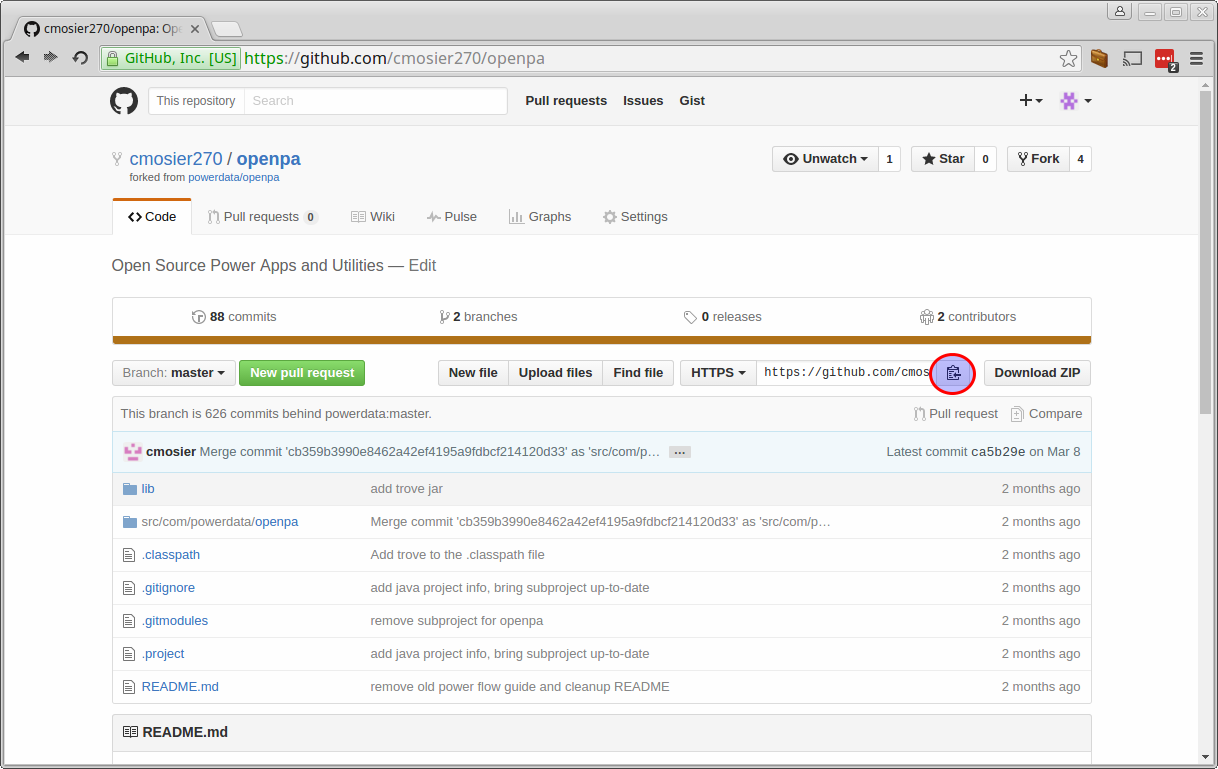 cmosier270/openpa: Ope
GitHub, Inc. [US] https://github.com/cmosier270/openpa
2
This repository Search Pull requests Issues Gist
cmosier270 / openpa Unwatch 1 Star 0 Fork 4
forked from powerdata/openpa
Code Pull requests 0 Wiki Pulse Graphs Settings
Open Source Power Apps and Utilities — Edit
88 commits 2 branches 0 releases 2 contributors
Branch: master New pull request New file Upload files Find file HTTPS https://github.com/cmos Download ZIP
This branch is 626 commits behind powerdata:master. Pull request Compare
cmosier Merge commit 'cb359b3990e8462a42ef4195a9fdbcf214120d33' as 'src/com/p… … Latest commit ca5b29e on Mar 8
lib add trove jar 2 months ago
src/com/powerdata/openpa Merge commit 'cb359b3990e8462a42ef4195a9fdbcf214120d33' as 'src/com/p… 2 months ago
.classpath Add trove to the .classpath file 2 months ago
.gitignore add java project info, bring subproject up-to-date 2 months ago
.gitmodules remove subproject for openpa 2 months ago
.project add java project info, bring subproject up-to-date 2 months ago
README.md remove old power flow guide and cleanup README 2 months ago
README.md